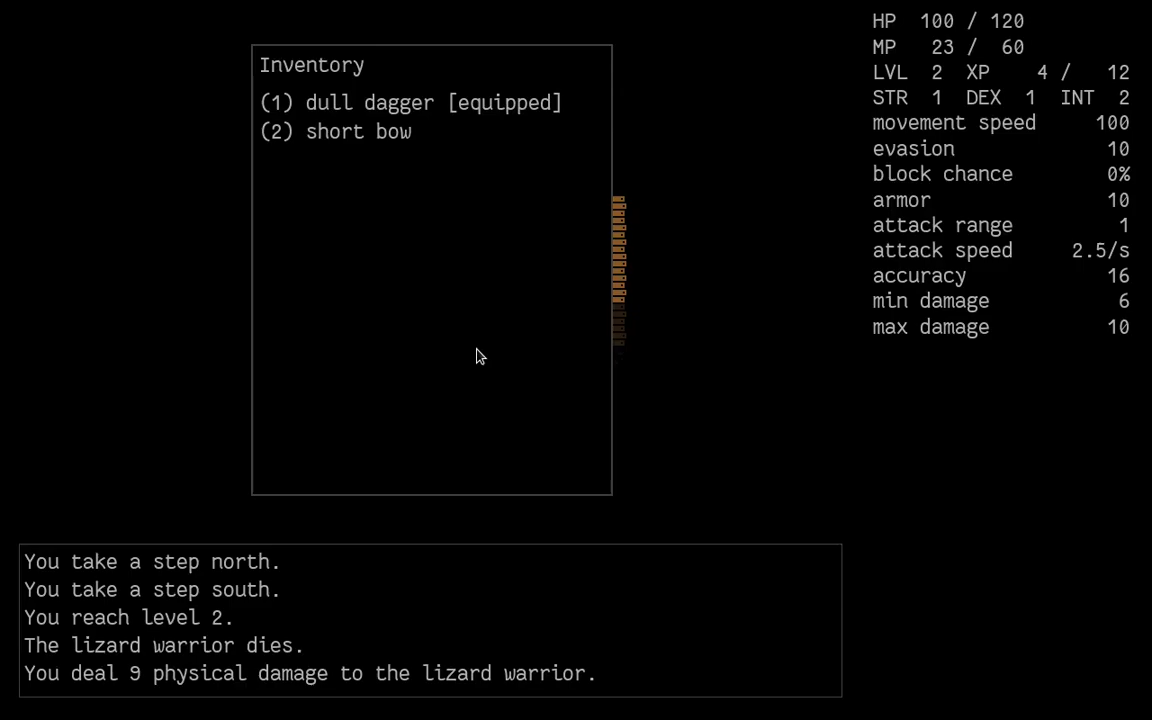 Inventory
(1) dull dagger [equipped]
(2) short bow
HP 100 / 120
MP 23 / 60
LVL 2 XP 4 / 12
STR 1 DEX 1 INT 2
movement speed 100
evasion 10
block chance 0%
armor 10
attack range 1
attack speed 2.5/s
accuracy 16
min damage 6
max damage 10
You take a step north.
You take a step south.
You reach level 2.
The lizard warrior dies.
You deal 9 physical damage to the lizard warrior.